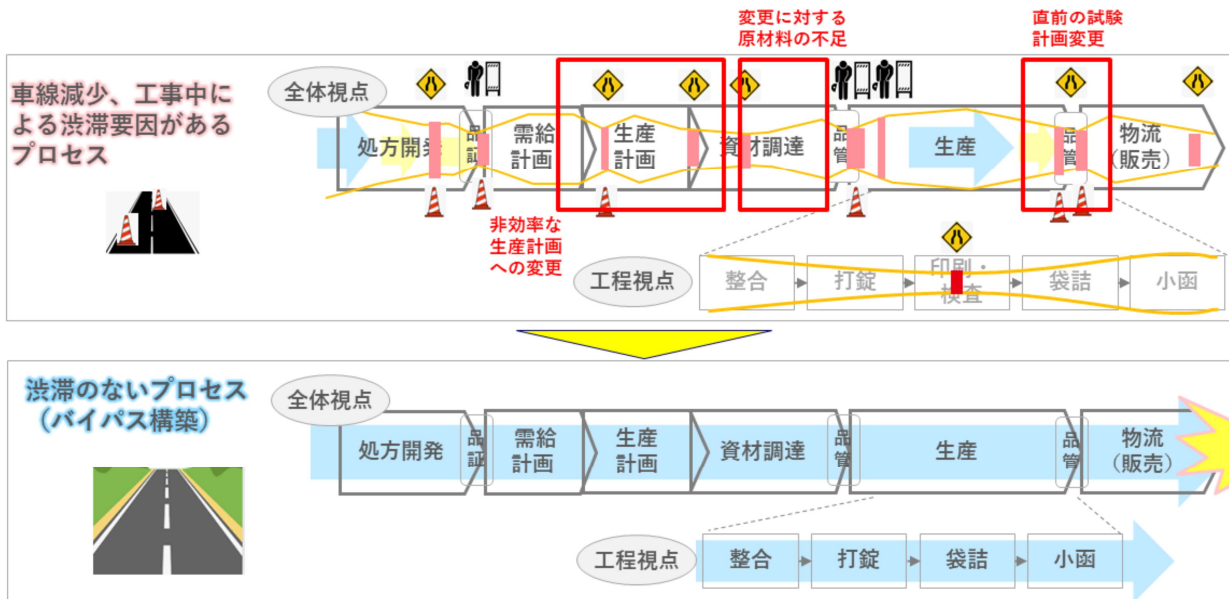 変更に対する
原材料の不足
直前の試験
計画変更
車線減少、工事中に
よる渋滞要因がある
プロセス
全体視点
処方開発
品証
需給
計画
生産
計画
資材調達
品管
生産
品管
物流
（販売）
非効率な
生産計画
への変更
工程視点
整合
打錠
印刷・
検査
袋詰
小函
渋滞のないプロセス
（バイパス構築）
全体視点
処方開発
品証
需給
計画
生産
計画
資材調達
品管
生産
品管
物流
（販売）
工程視点
整合
打錠
袋詰
小函